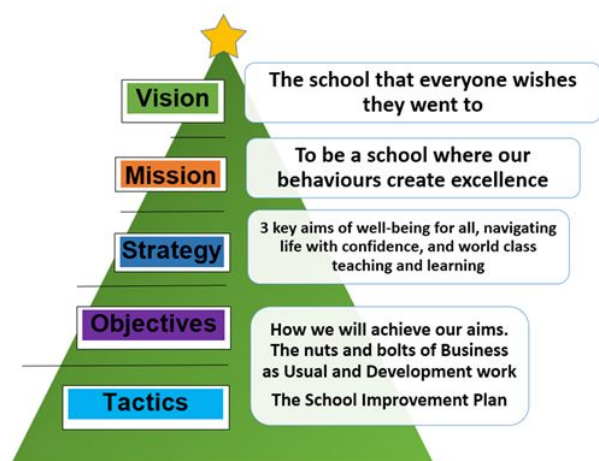 Vision
The school that everyone wishes
they went to
Mission
To be a school where our
behaviours create excellence
Strategy
3 key aims of well-being for all, navigating
life with confidence, and world class
teaching and learning
Objectives
How we will achieve our aims.
The nuts and bolts of Business
as Usual and Development work
Tactics
The School Improvement Plan